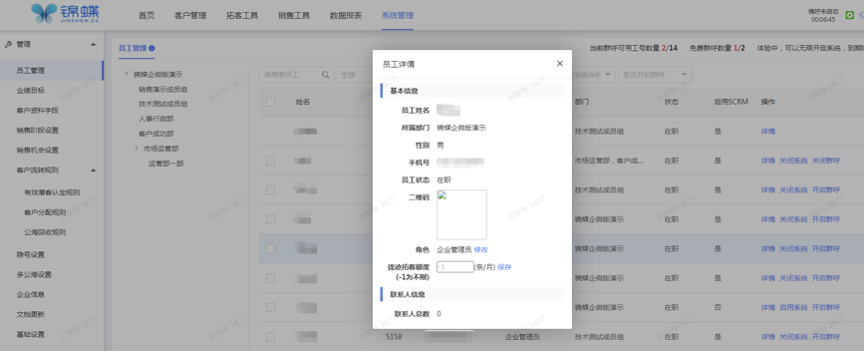 锦蝶
JINCHEN.CC
首页
客户管理
拓客工具
销售工具
数据报表
系统管理
锦呼未启动
00:06:45
管理
员工管理
业绩目标
客户资料字段
销售阶段设置
销售机会设置
客户流转规则
有效潜客认定规则
客户分配规则
公海回收规则
隐号设置
多公海设置
企业信息
文档更新
基础设置
员工管理
当前群呼可用工号数量 2/14
免费群呼数量 1/2
体验中，可以无限开启系统，到期
锦蝶企微版演示
销售演示成员组
技术测试成员组
人事行政部
客户成功部
市场运营部
运营部一部
搜索员工
全部
是否开启群呼
姓名
部门
状态
启用SCRM
操作
技术测试成员组
在职
是
详情
市场运营部，客户成...
在职
是
详情 关闭系统 关闭群呼
技术测试成员组
在职
是
详情 关闭系统 开启群呼
锦蝶企微版演示
在职
是
详情 关闭系统 开启群呼
锦蝶企微版演示
在职
是
详情 关闭系统 开启群呼
锦蝶企微版演示
在职
是
详情 关闭系统 开启群呼
锦蝶企微版演示
在职
否
详情 启用系统 开启群呼
5158
企业管理员
技术测试成员组
在职
是
详情 关闭系统 开启群呼
员工详情
基本信息
员工姓名
所属部门 锦蝶企微版演示
性别 男
手机号
员工状态 在职
二维码
角色 企业管理员 修改
锦迹拓客额度
(-1为不限)
-1
(条/月) 保存
联系人信息
联系人总数 0